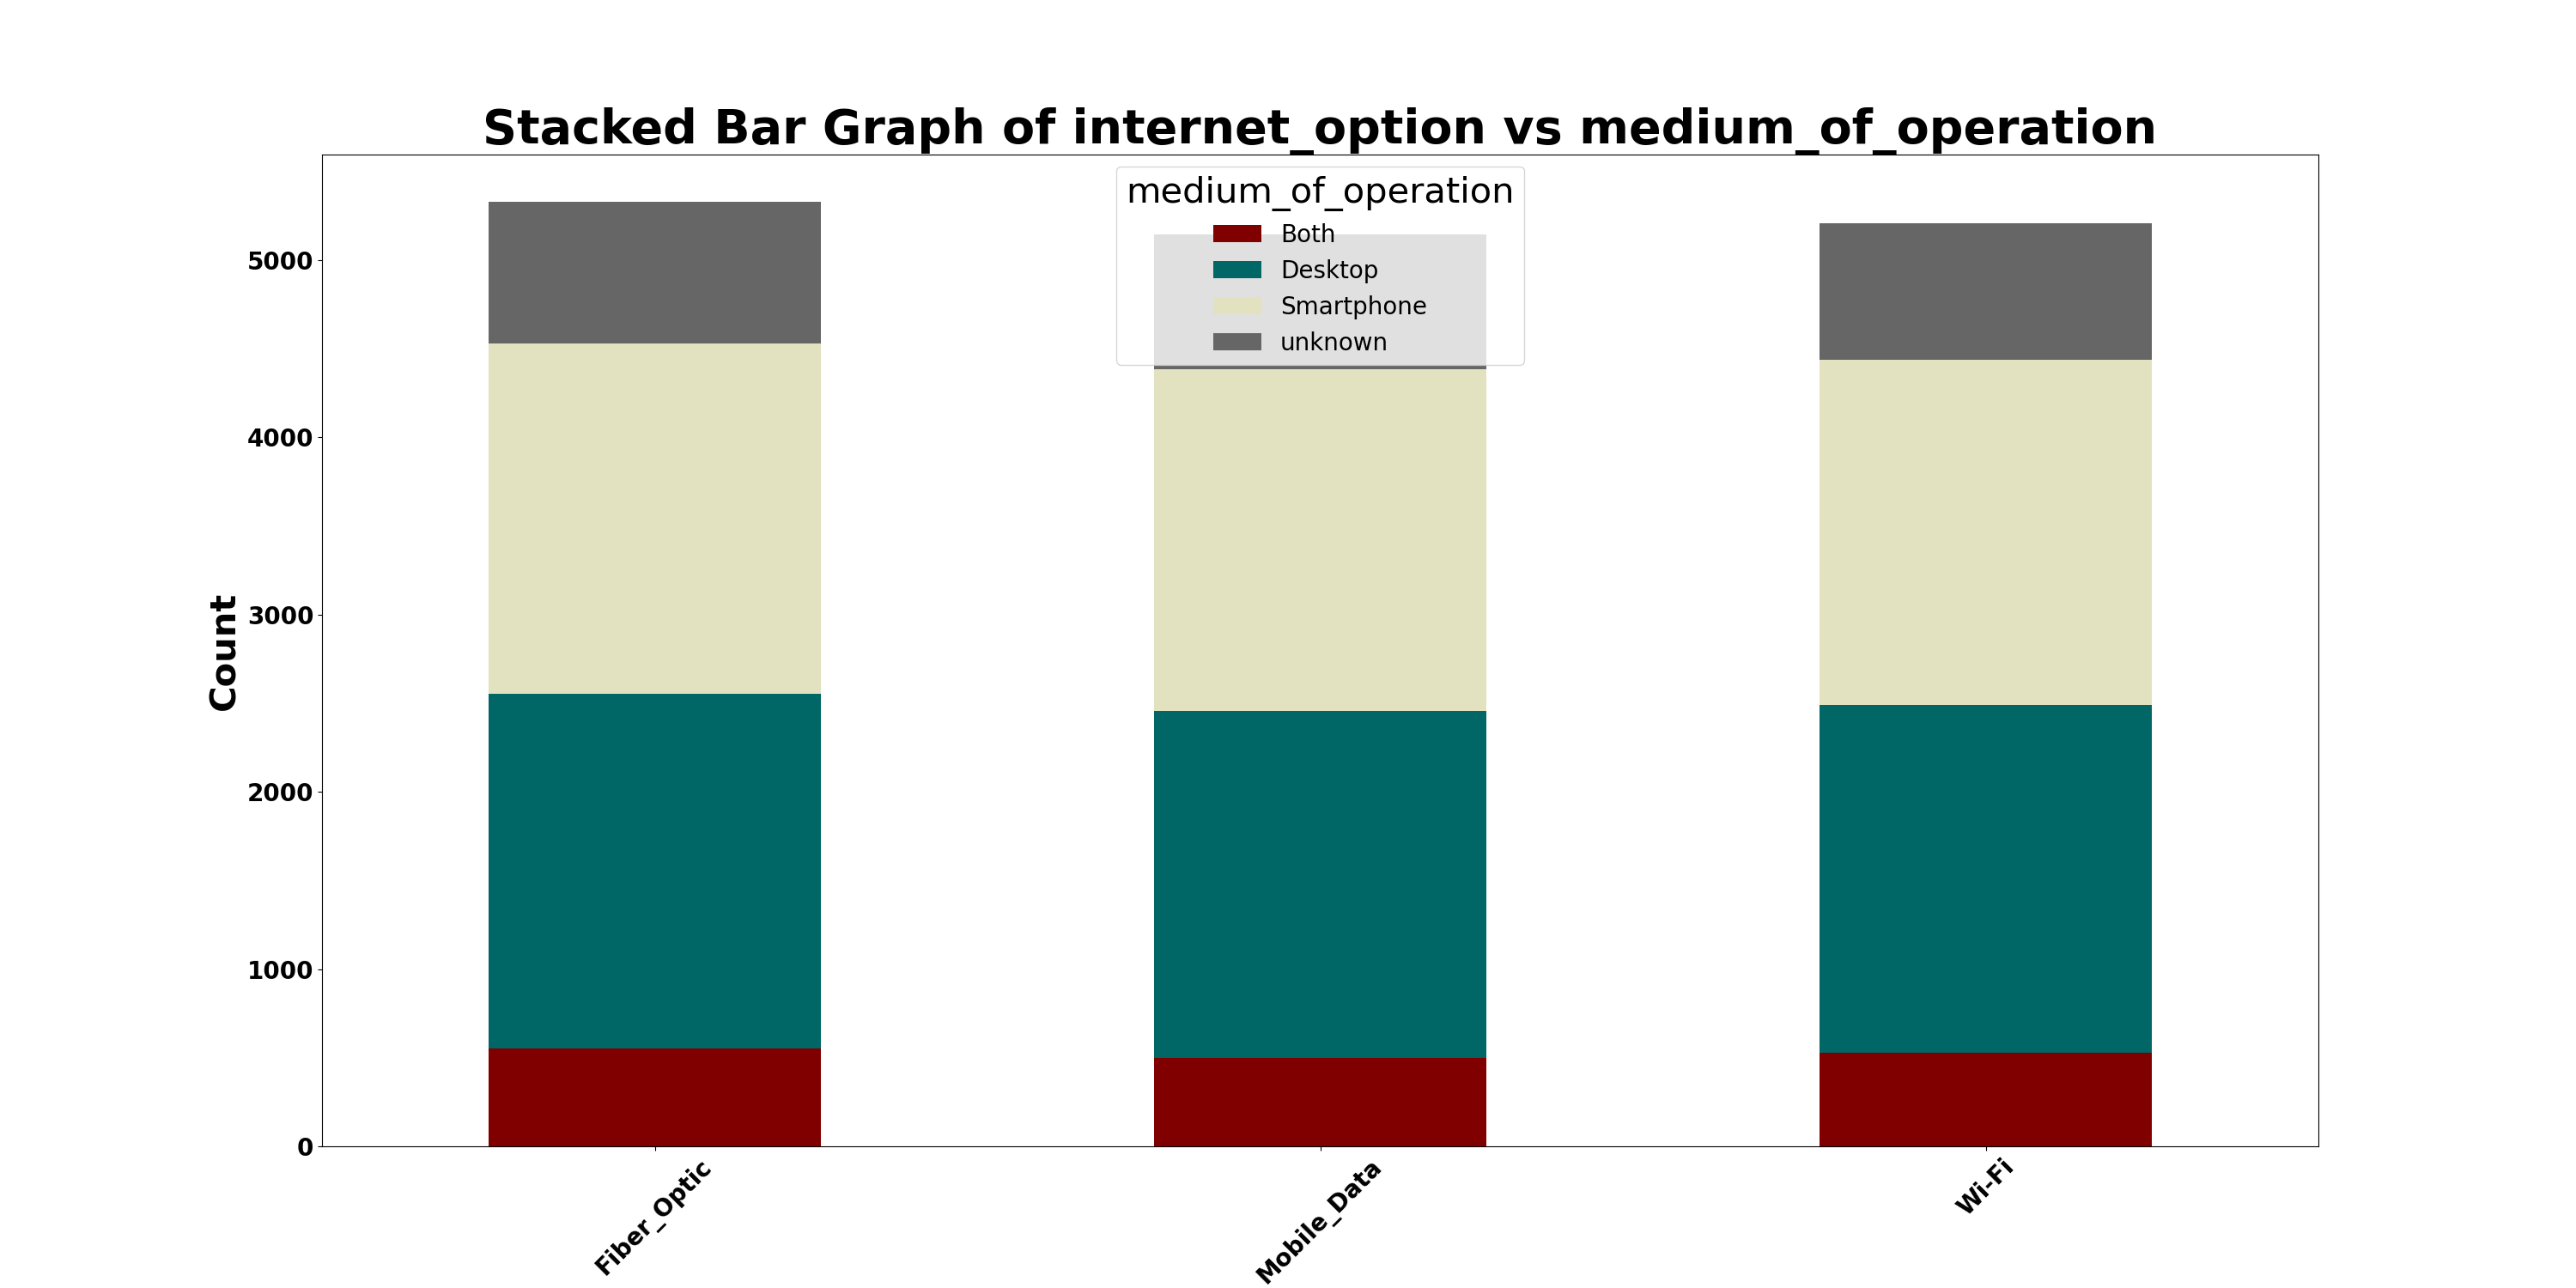 Stacked Bar Graph of internet_option vs medium_of_operation
medium_of_operation
Both
Desktop
Smartphone
unknown
Count
5000
4000
3000
2000
1000
0
Fiber_Optic
Mobile_Data
Wi-Fi